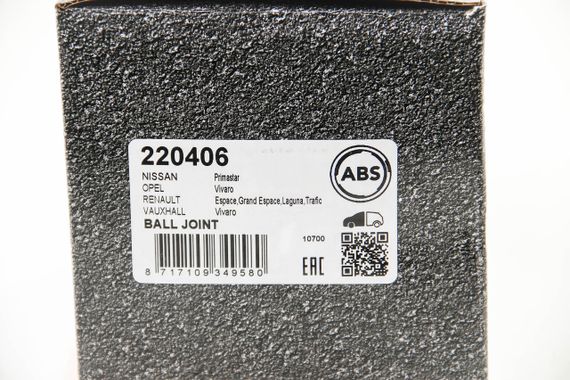 220406
ABS
NISSAN Primastar
OPEL Vivaro
RENAULT Espace,Grand Espace,Laguna,Trafic
VAUXHALL Vivaro
BALL JOINT
10700
8 717109 349580
EAC